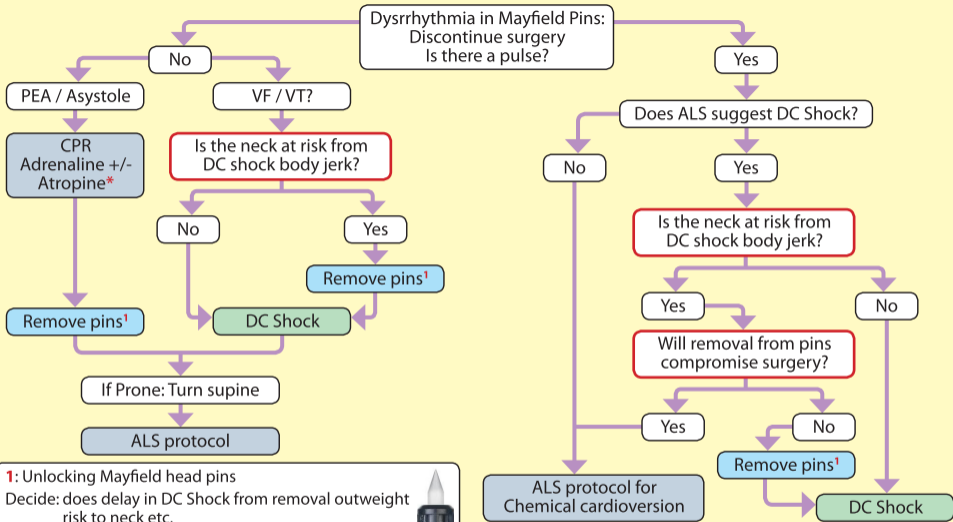 Dysrrhythmia in Mayfield Pins:
Discontinue surgery
Is there a pulse?
No
Yes
PEA / Asystole
VF / VT?
Does ALS suggest DC Shock?
CPR
Adrenaline +/-
Atropine*
Is the neck at risk from
DC shock body jerk?
No
Yes
No
Yes
Is the neck at risk from
DC shock body jerk?
Remove pins¹
Yes
No
Remove pins¹
DC Shock
Will removal from pins
compromise surgery?
If Prone: Turn supine
Yes
No
ALS protocol
Remove pins¹
1: Unlocking Mayfield head pins
Decide: does delay in DC Shock from removal outweight
risk to neck etc.
ALS protocol for
Chemical cardioversion
DC Shock